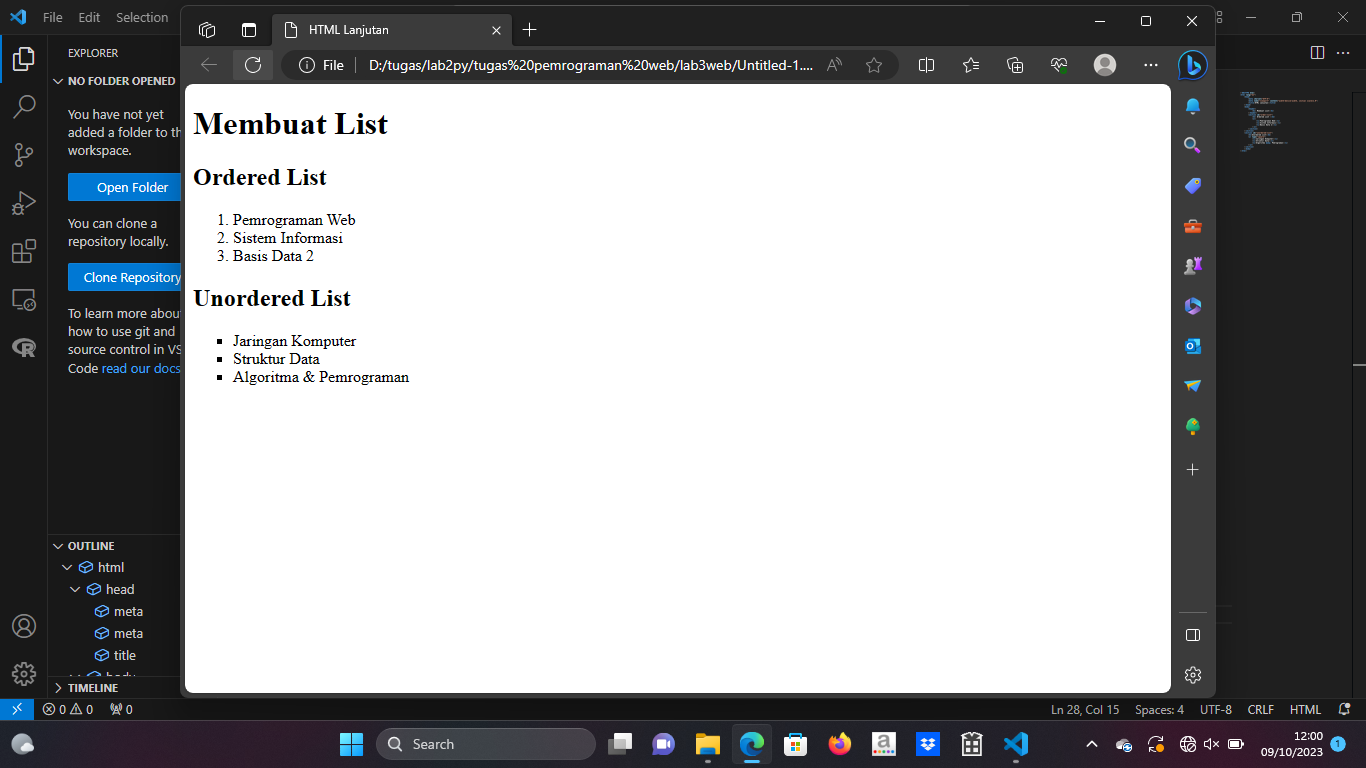 File Edit Selection
HTML Lanjutan
EXPLORER
File D:/tugas/lab2py/tugas%20pemrograman%20web/lab3web/Untitled-1....
NO FOLDER OPENED
You have not yet
added a folder to th
workspace.
Open Folder
You can clone a
repository locally.
Clone Repository
To learn more abou
how to use git and
source control in VS
Code read our docs
Membuat List
Ordered List
1. Pemrograman Web
2. Sistem Informasi
3. Basis Data 2
Unordered List
Jaringan Komputer
Struktur Data
Algoritma & Pemrograman
OUTLINE
html
head
meta
meta
title
TIMELINE
0 0 0
Ln 28, Col 15 Spaces: 4 UTF-8 CRLF HTML
Search
12:00
09/10/2023
1